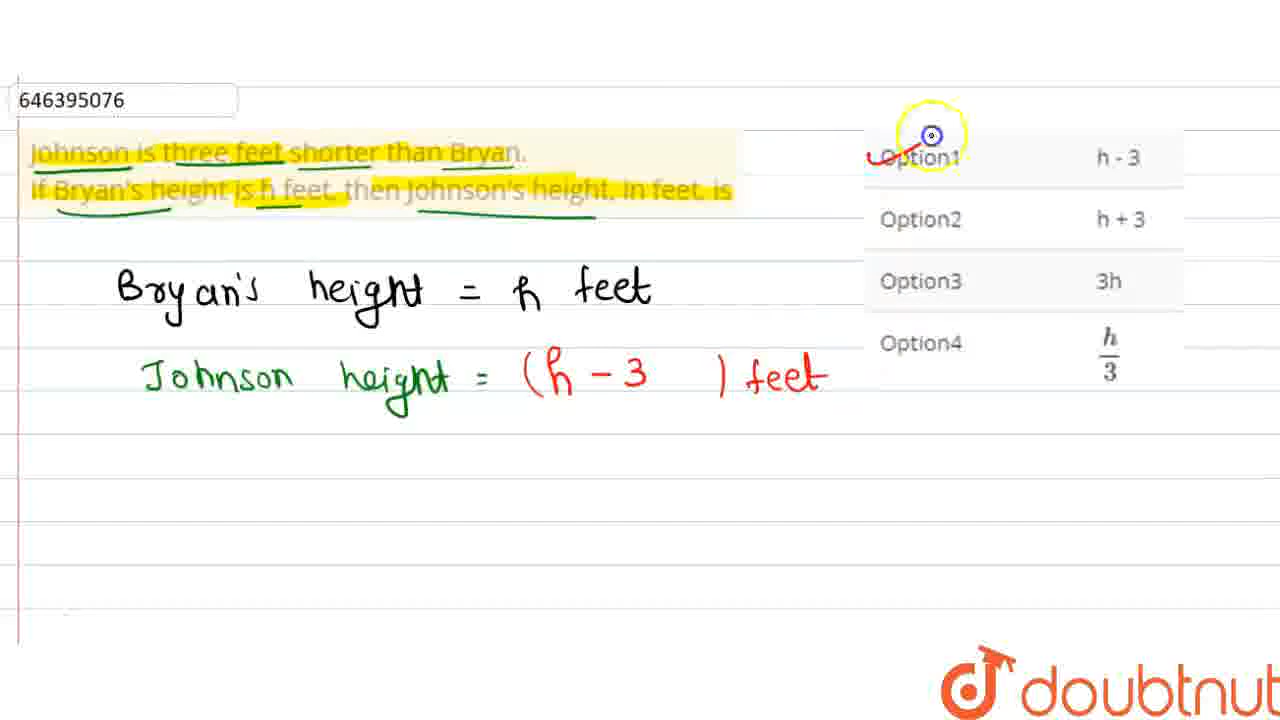 646395076
Johnson is three feet shorter than Bryan.
If Bryan's height is h feet, then Johnson's height, in feet, is
Option1 h - 3
Option2 h + 3
Option3 3h
Option4 h/3
Bryan's height = h feet
Johnson height = (h - 3 ) feet
doubtnut